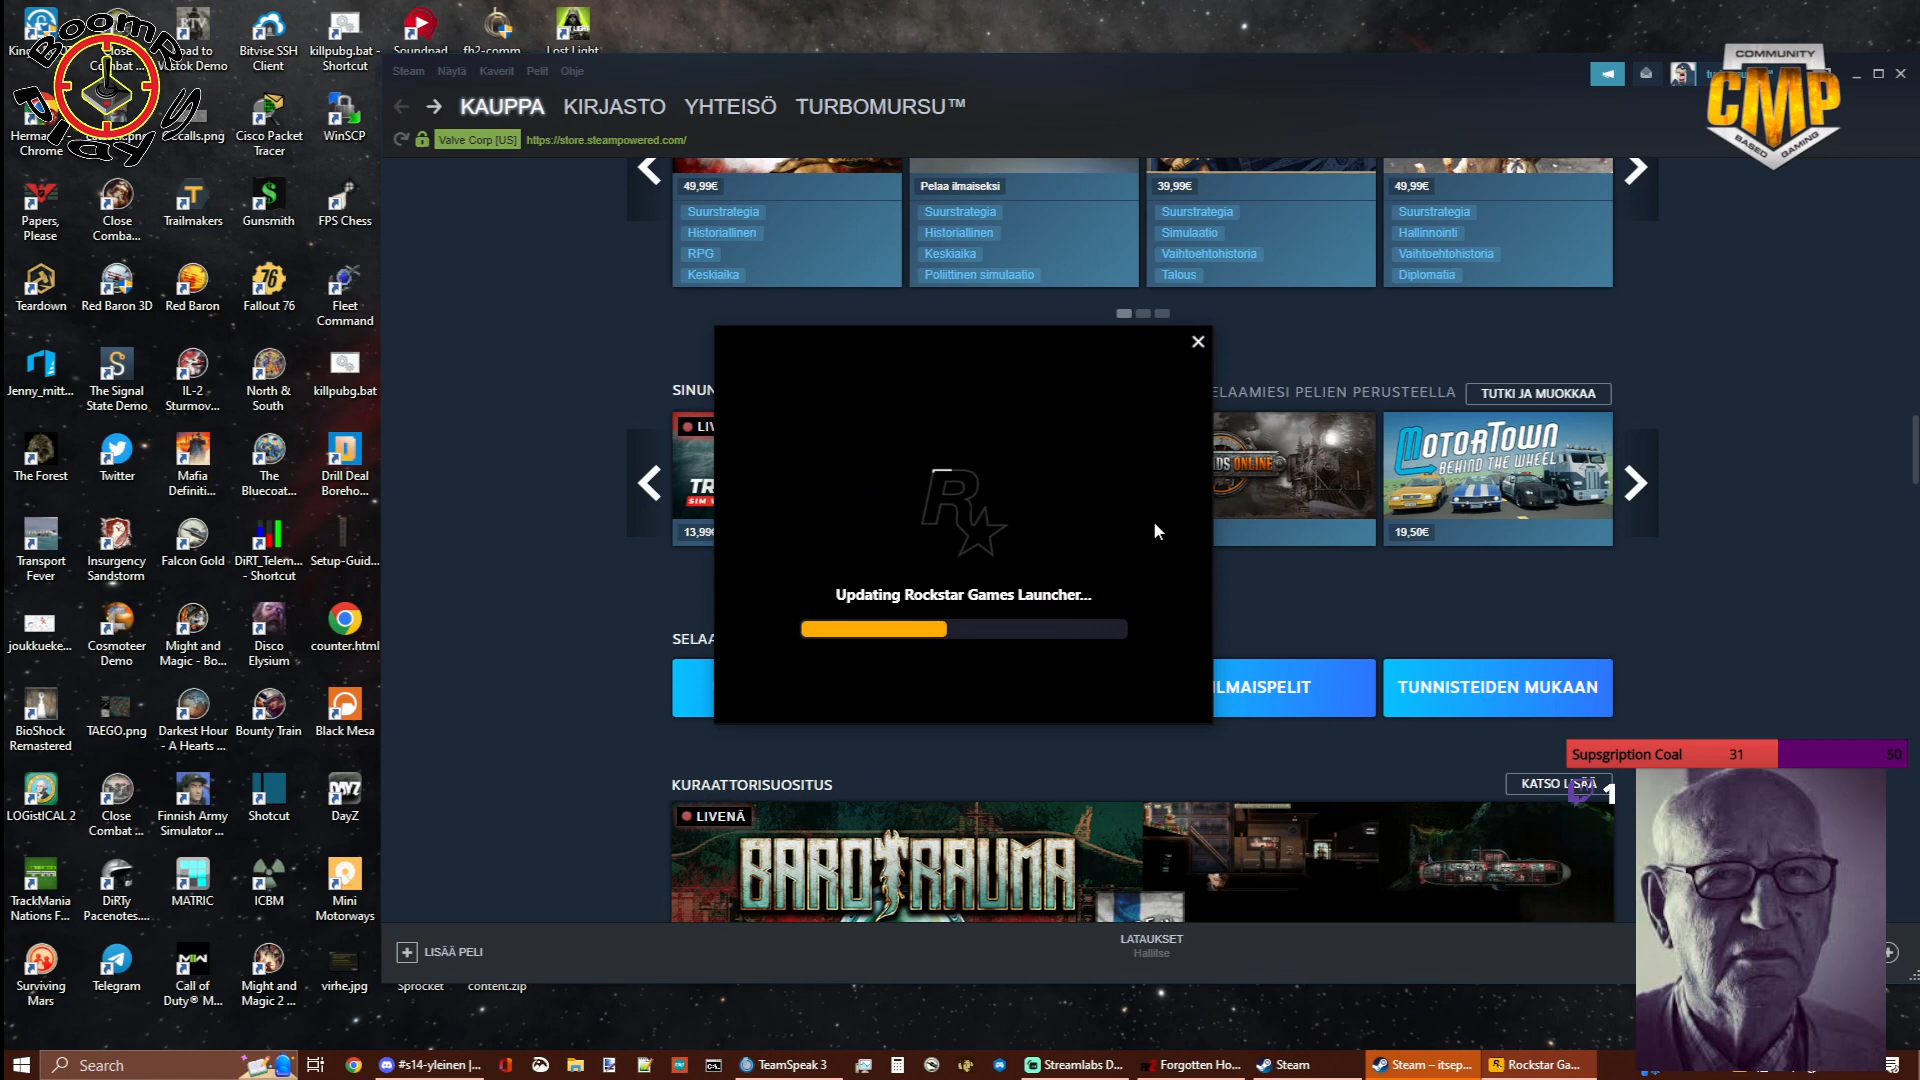 BOOMR
PLAYS
COMMUNITY
CMP
BASED GAMING
Bitvise SSH
Client
killpubg.bat -
Shortcut
Soundpad
fh2-comm
Lost Light
Chrome
Cisco Packet
Tracer
WinSCP
Papers,
Please
Close
Comba...
Trailmakers
Gunsmith
FPS Chess
Teardown
Red Baron 3D
Red Baron
Fallout 76
Fleet
Command
Jenny_mitt...
The Signal
State Demo
IL-2
Sturmov...
North &
South
killpubg.bat
The Forest
Twitter
Mafia
Definiti...
The
Bluecoat...
Drill Deal
Boreho...
Transport
Fever
Insurgency
Sandstorm
Falcon Gold
DiRT_Telem...
- Shortcut
Setup-Guid...
joukkueke...
Cosmoteer
Demo
Might and
Magic - Bo...
Disco
Elysium
counter.html
BioShock
Remastered
TAEGO.png
Darkest Hour
- A Hearts ...
Bounty Train
Black Mesa
LOGistICAL 2
Close
Combat ...
Finnish Army
Simulator ...
Shotcut
DayZ
TrackMania
Nations F...
DiRTy
Pacenotes....
MATRIC
ICBM
Mini
Motorways
Surviving
Mars
Telegram
Call of
Duty® M...
Might and
Magic 2 ...
virhe.jpg
Sprocket
content.zip
Steam Näytä Kaverit Pelit Ohje
KAUPPA KIRJASTO YHTEISÖ TURBOMURSU™
Valve Corp [US] https://store.steampowered.com/
49,99€
Suurstrategia
Historiallinen
RPG
Keskiaika
Pelaa ilmaiseksi
Suurstrategia
Historiallinen
Keskiaika
Poliittinen simulaatio
39,99€
Suurstrategia
Simulaatio
Vaihtoehtohistoria
Talous
49,99€
Suurstrategia
Hallinnointi
Vaihtoehtohistoria
Diplomatia
ELAAMIESI PELIEN PERUSTEELLA
TUTKI JA MUOKKAA
ONLINE
MOTORTOWN
BEHIND THE WHEEL
19,50€
Updating Rockstar Games Launcher...
ILMAISPELIT
TUNNISTEIDEN MUKAAN
KURAATTORISUOSITUS
KATSO LISÄÄ
1
LIVENÄ
BAROTRAUMA
Supsgription Coal 31 50
LISÄÄ PELI
LATAUKSET
Hallitse
Search
#s14-yleinen |...
TeamSpeak 3
Streamlabs D...
Forgotten Ho...
Steam
Steam – itsep...
Rockstar Ga...